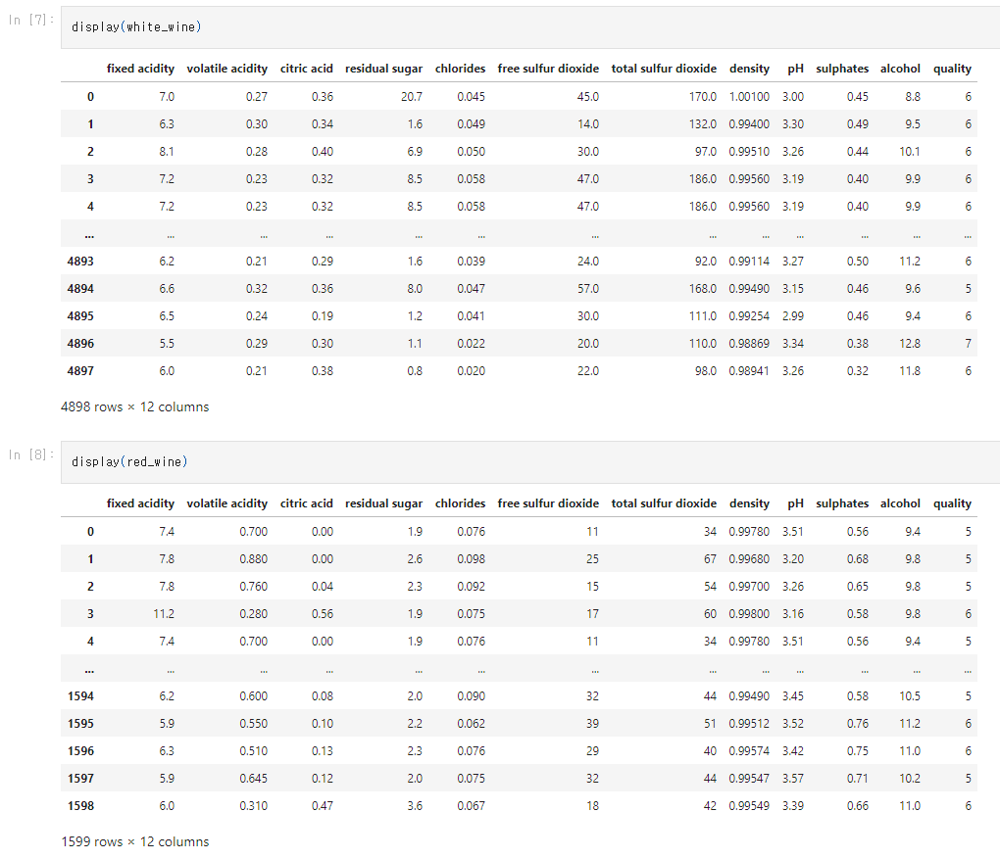 In [7]:
display(white_wine)
fixed acidity volatile acidity citric acid residual sugar chlorides free sulfur dioxide total sulfur dioxide density pH sulphates alcohol quality
0 7.0 0.27 0.36 20.7 0.045 45.0 170.0 1.00100 3.00 0.45 8.8 6
1 6.3 0.30 0.34 1.6 0.049 14.0 132.0 0.99400 3.30 0.49 9.5 6
2 8.1 0.28 0.40 6.9 0.050 30.0 97.0 0.99510 3.26 0.44 10.1 6
3 7.2 0.23 0.32 8.5 0.058 47.0 186.0 0.99560 3.19 0.40 9.9 6
4 7.2 0.23 0.32 8.5 0.058 47.0 186.0 0.99560 3.19 0.40 9.9 6
... ... ... ... ... ... ... ... ... ... ... ... ...
4893 6.2 0.21 0.29 1.6 0.039 24.0 92.0 0.99114 3.27 0.50 11.2 6
4894 6.6 0.32 0.36 8.0 0.047 57.0 168.0 0.99490 3.15 0.46 9.6 5
4895 6.5 0.24 0.19 1.2 0.041 30.0 111.0 0.99254 2.99 0.46 9.4 6
4896 5.5 0.29 0.30 1.1 0.022 20.0 110.0 0.98869 3.34 0.38 12.8 7
4897 6.0 0.21 0.38 0.8 0.020 22.0 98.0 0.98941 3.26 0.32 11.8 6
4898 rows × 12 columns
In [8]:
display(red_wine)
fixed acidity volatile acidity citric acid residual sugar chlorides free sulfur dioxide total sulfur dioxide density pH sulphates alcohol quality
0 7.4 0.700 0.00 1.9 0.076 11 34 0.99780 3.51 0.56 9.4 5
1 7.8 0.880 0.00 2.6 0.098 25 67 0.99680 3.20 0.68 9.8 5
2 7.8 0.760 0.04 2.3 0.092 15 54 0.99700 3.26 0.65 9.8 5
3 11.2 0.280 0.56 1.9 0.075 17 60 0.99800 3.16 0.58 9.8 6
4 7.4 0.700 0.00 1.9 0.076 11 34 0.99780 3.51 0.56 9.4 5
... ... ... ... ... ... ... ... ... ... ... ... ...
1594 6.2 0.600 0.08 2.0 0.090 32 44 0.99490 3.45 0.58 10.5 5
1595 5.9 0.550 0.10 2.2 0.062 39 51 0.99512 3.52 0.76 11.2 6
1596 6.3 0.510 0.13 2.3 0.076 29 40 0.99574 3.42 0.75 11.0 6
1597 5.9 0.645 0.12 2.0 0.075 32 44 0.99547 3.57 0.71 10.2 5
1598 6.0 0.310 0.47 3.6 0.067 18 42 0.99549 3.39 0.66 11.0 6
1599 rows × 12 columns